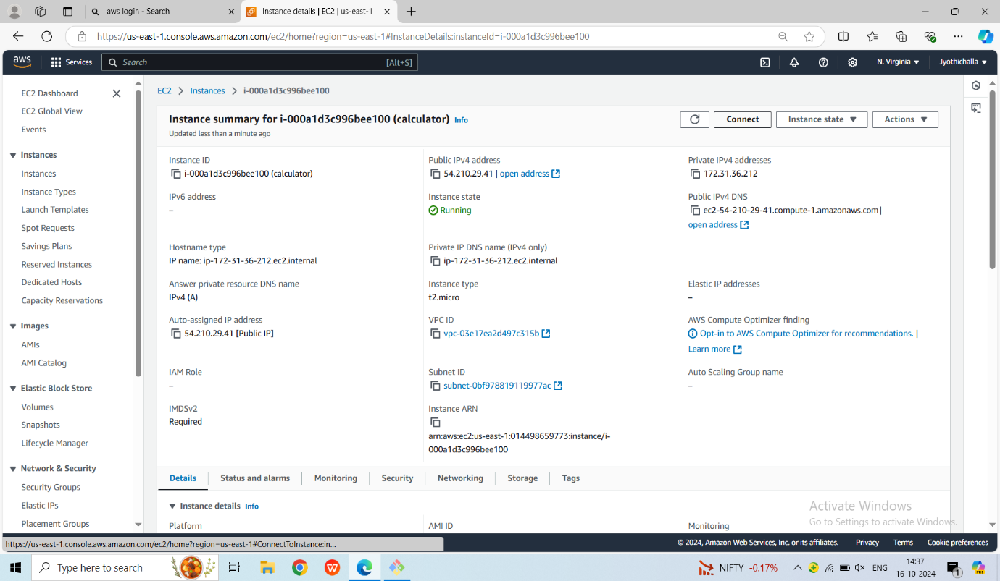 aws login - Search
Instance details | EC2 | us-east-1
https://us-east-1.console.aws.amazon.com/ec2/home?region=us-east-1#InstanceDetails:instanceId=i-000a1d3c996bee100
aws
Services
Search
[Alt+S]
N. Virginia
Jyothichalla
EC2 Dashboard
EC2 Global View
Events
Instances
Instances
Instance Types
Launch Templates
Spot Requests
Savings Plans
Reserved Instances
Dedicated Hosts
Capacity Reservations
Images
AMIs
AMI Catalog
Elastic Block Store
Volumes
Snapshots
Lifecycle Manager
Network & Security
Security Groups
Elastic IPs
Placement Groups
EC2 > Instances > i-000a1d3c996bee100
Instance summary for i-000a1d3c996bee100 (calculator) Info
Updated less than a minute ago
Connect
Instance state
Actions
Instance ID
i-000a1d3c996bee100 (calculator)
Public IPv4 address
54.210.29.41 | open address
Private IPv4 addresses
172.31.36.212
IPv6 address
–
Instance state
Running
Public IPv4 DNS
ec2-54-210-29-41.compute-1.amazonaws.com |
open address
Hostname type
IP name: ip-172-31-36-212.ec2.internal
Private IP DNS name (IPv4 only)
ip-172-31-36-212.ec2.internal
Answer private resource DNS name
IPv4 (A)
Instance type
t2.micro
Elastic IP addresses
–
Auto-assigned IP address
54.210.29.41 [Public IP]
VPC ID
vpc-03e17ea2d497c315b
AWS Compute Optimizer finding
Opt-in to AWS Compute Optimizer for recommendations. |
Learn more
IAM Role
–
Subnet ID
subnet-0bf978819119977ac
Auto Scaling Group name
–
IMDSv2
Required
Instance ARN
arn:aws:ec2:us-east-1:014498659773:instance/i-
000a1d3c996bee100
Details
Status and alarms
Monitoring
Security
Networking
Storage
Tags
Instance details Info
Platform
AMI ID
Monitoring
Activate Windows
Go to Settings to activate Windows.
https://us-east-1.console.aws.amazon.com/ec2/home?region=us-east-1#ConnectToInstance:in...
© 2024, Amazon Web Services, Inc. or its affiliates.
Privacy
Terms
Cookie preferences
Type here to search
NIFTY -0.17%
ENG
14:37
16-10-2024
1
PRE